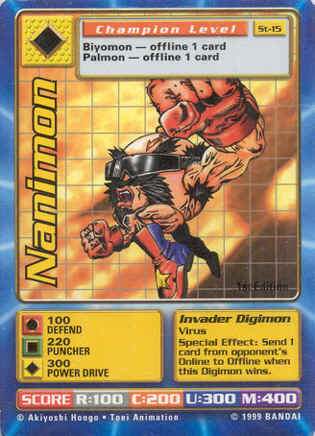 Champion Level
St-15
Biyomon — offline 1 card
Palmon — offline 1 card
Nanimon
1st Edition
100
DEFEND
220
PUNCHER
300
POWER DRIVE
Invader Digimon
Virus
Special Effect: Send 1
card from opponent's
Online to Offline when
this Digimon wins.
SCORE R:100 C:200 U:300 M:400
© Akiyoshi Hongo • Toei Animation © 1999 BANDAI